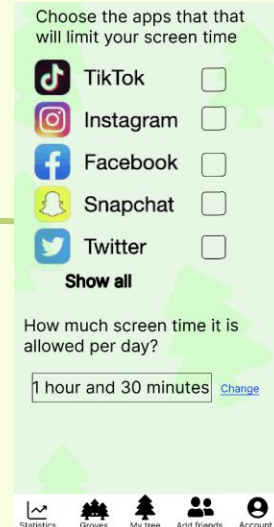 Choose the apps that that
will limit your screen time
TikTok
Instagram
Facebook
Snapchat
Twitter
Show all
How much screen time it is
allowed per day?
1 hour and 30 minutes Change
Statistics Groves My tree Add friends Account